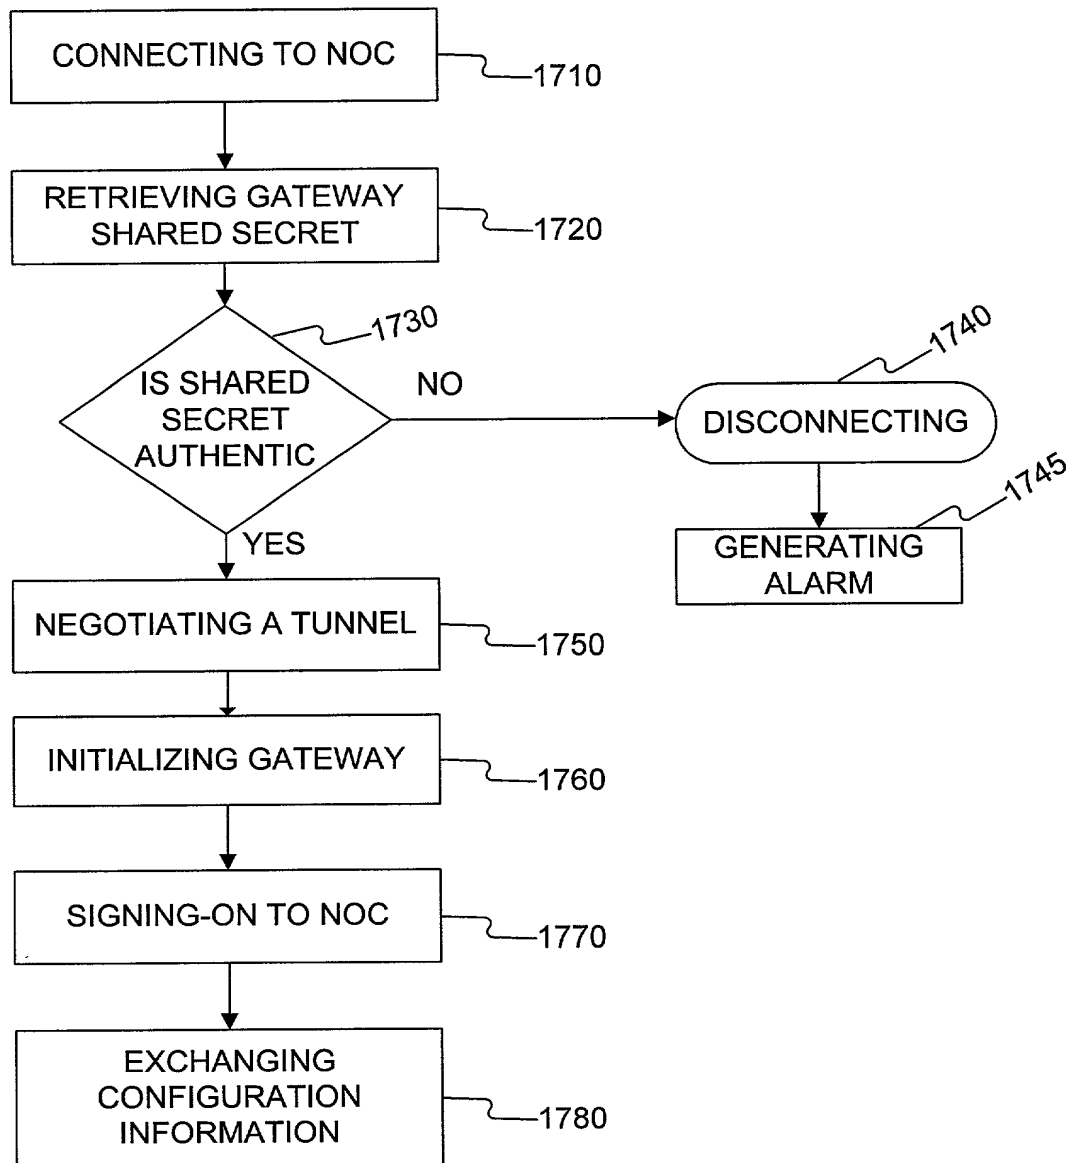 CONNECTING TO NOC
1710
RETRIEVING GATEWAY
SHARED SECRET
1720
1730
IS SHARED
SECRET
AUTHENTIC
NO
YES
1740
DISCONNECTING
1745
GENERATING
ALARM
NEGOTIATING A TUNNEL
1750
INITIALIZING GATEWAY
1760
SIGNING-ON TO NOC
1770
EXCHANGING
CONFIGURATION
INFORMATION
1780